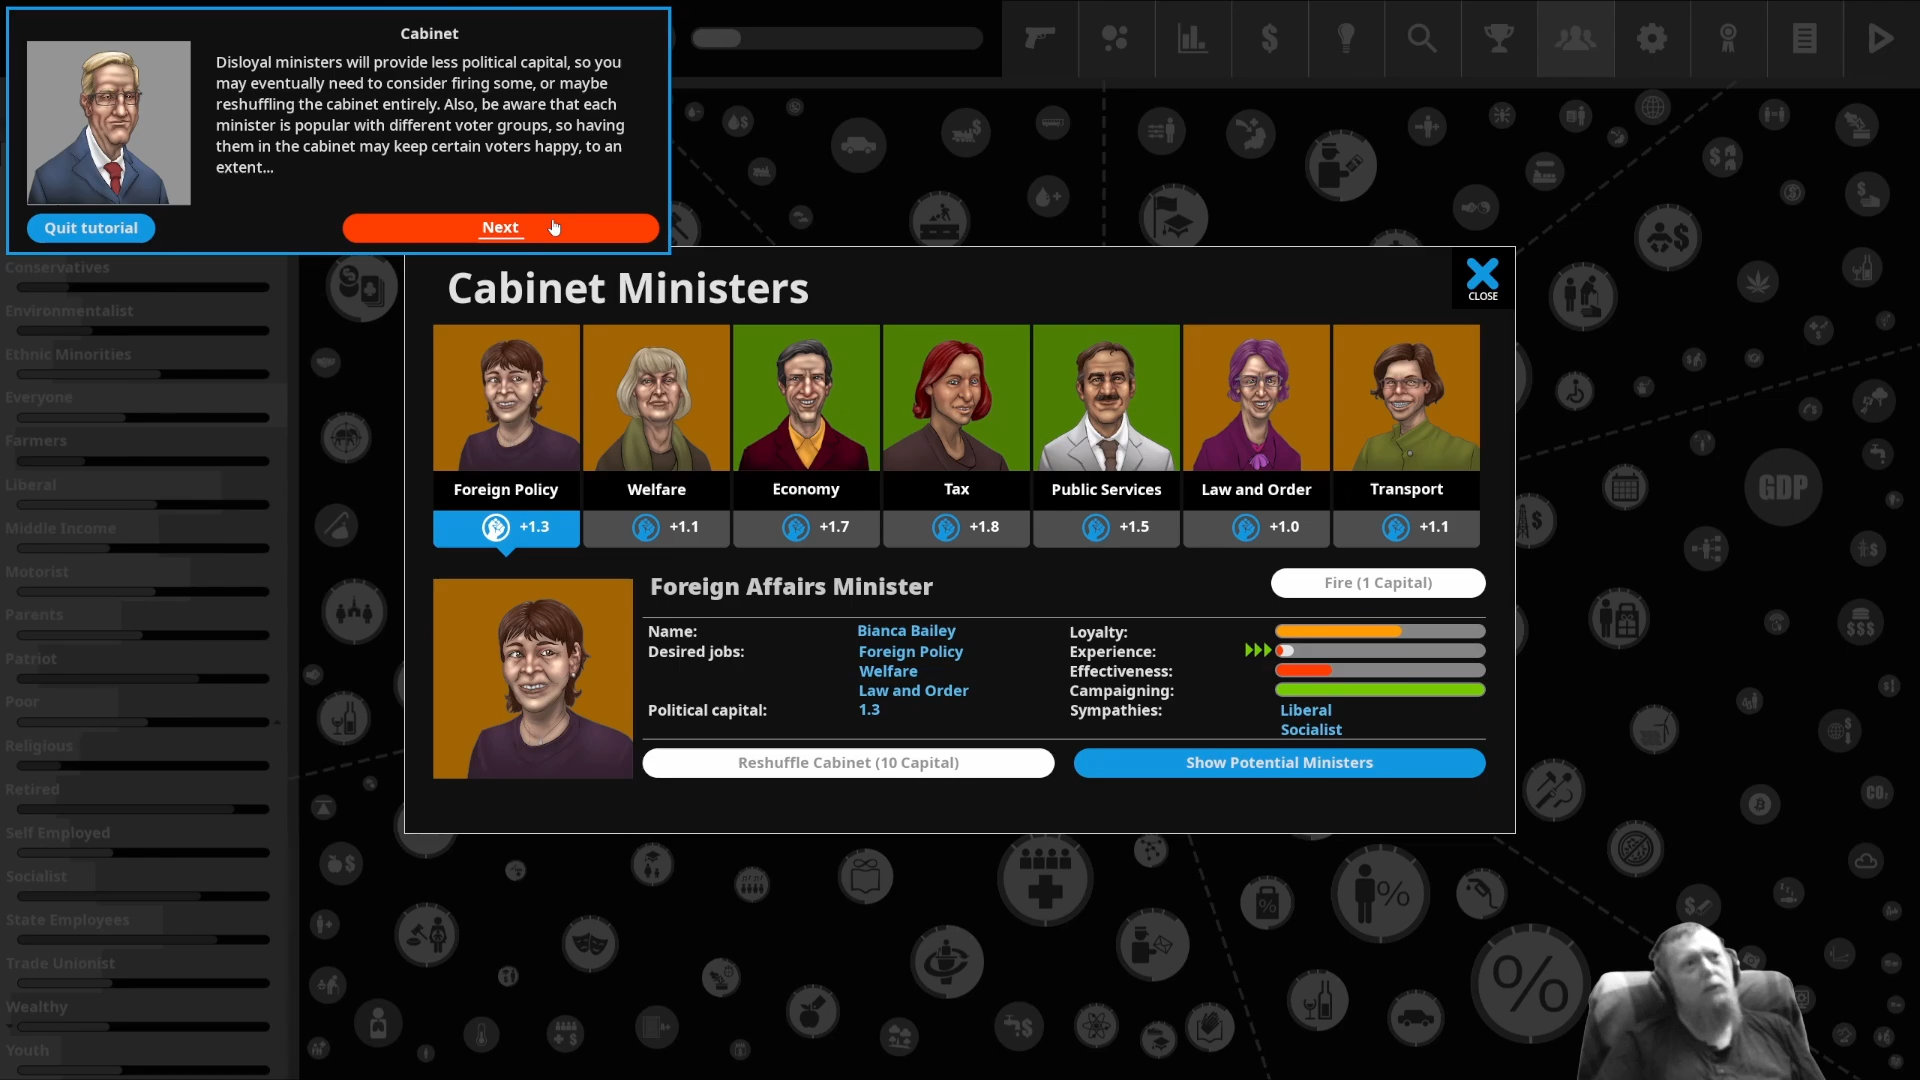 Cabinet
Disloyal ministers will provide less political capital, so you
may eventually need to consider firing some, or maybe
reshuffling the cabinet entirely. Also, be aware that each
minister is popular with different voter groups, so having
them in the cabinet may keep certain voters happy, to an
extent...
Quit tutorial
Next
Conservatives
Environmentalist
Ethnic Minorities
Everyone
Farmers
Liberal
Middle Income
Motorist
Parents
Patriot
Poor
Religious
Retired
Self Employed
Socialist
State Employees
Trade Unionist
Wealthy
Youth
Cabinet Ministers
CLOSE
Foreign Policy
Welfare
Economy
Tax
Public Services
Law and Order
Transport
+1.3
+1.1
+1.7
+1.8
+1.5
+1.0
+1.1
Foreign Affairs Minister
Fire (1 Capital)
Name:
Bianca Bailey
Desired jobs:
Foreign Policy
Welfare
Law and Order
Political capital:
1.3
Loyalty:
Experience:
Effectiveness:
Campaigning:
Sympathies:
Liberal
Socialist
Reshuffle Cabinet (10 Capital)
Show Potential Ministers
GDP
$$$
CO₂
%
%
%